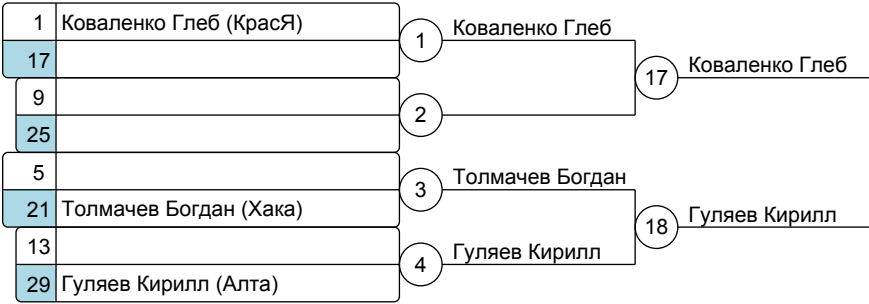 1 Коваленко Глеб (КрасЯ)
17
1 Коваленко Глеб
17 Коваленко Глеб
9
25
2
5
21 Толмачев Богдан (Хака)
3 Толмачев Богдан
18 Гуляев Кирилл
13
29 Гуляев Кирилл (Алта)
4 Гуляев Кирилл